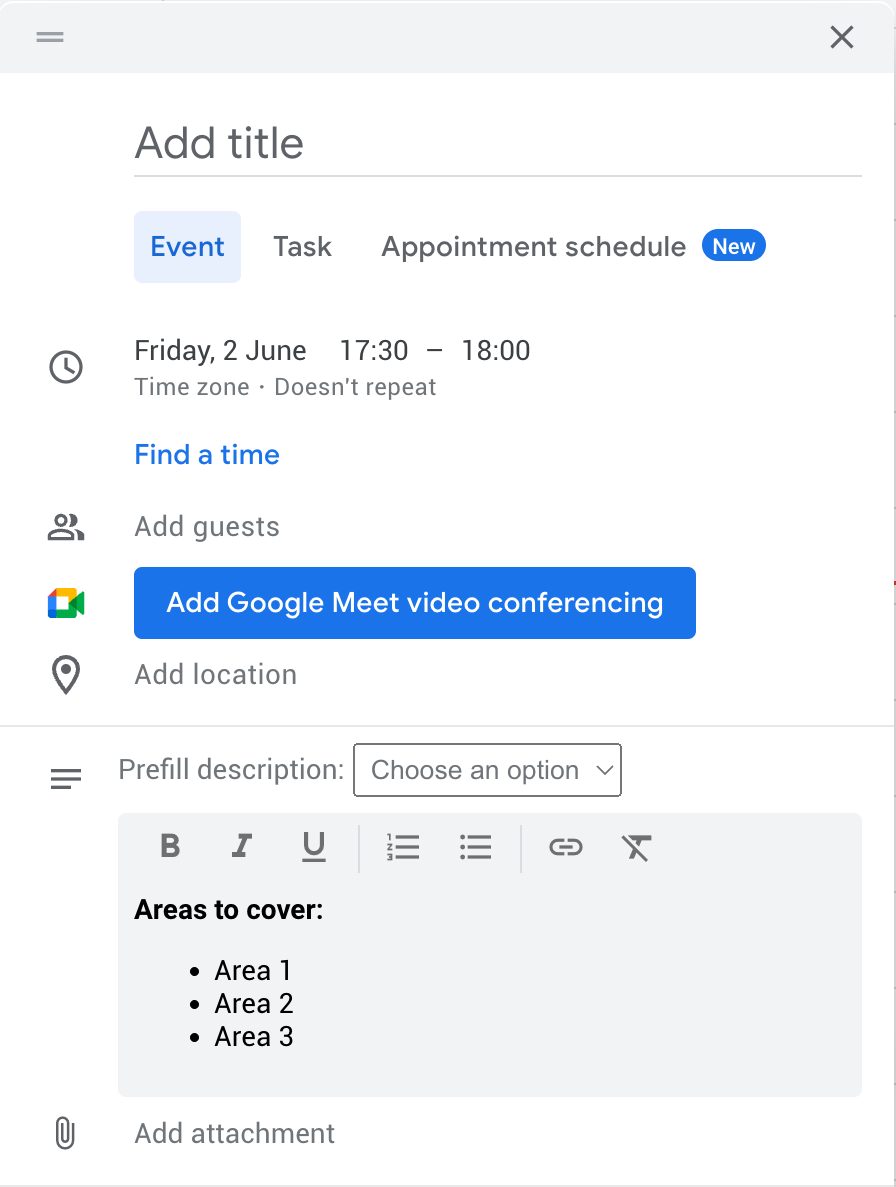 Add title
Event Task Appointment schedule New
Friday, 2 June 17:30 – 18:00
Time zone · Doesn't repeat
Find a time
Add guests
Add Google Meet video conferencing
Add location
Prefill description: Choose an option
B I U
Areas to cover:
• Area 1
• Area 2
• Area 3
Add attachment